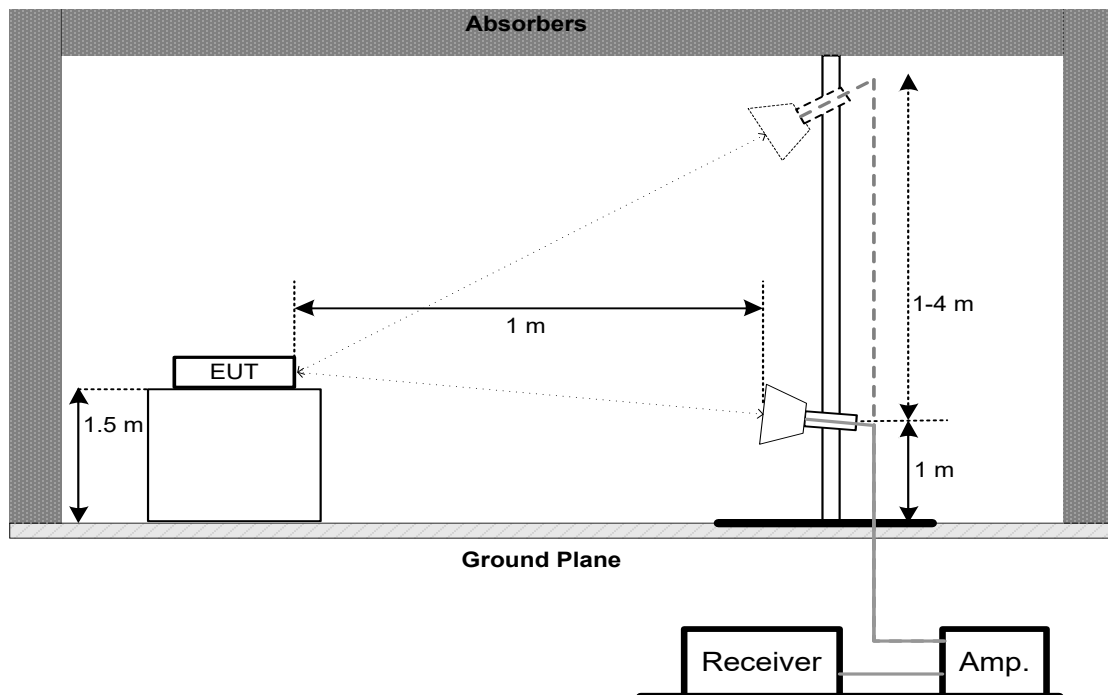 Absorbers
1-4 m
1 m
EUT
1.5 m
1 m
Ground Plane
Receiver
Amp.